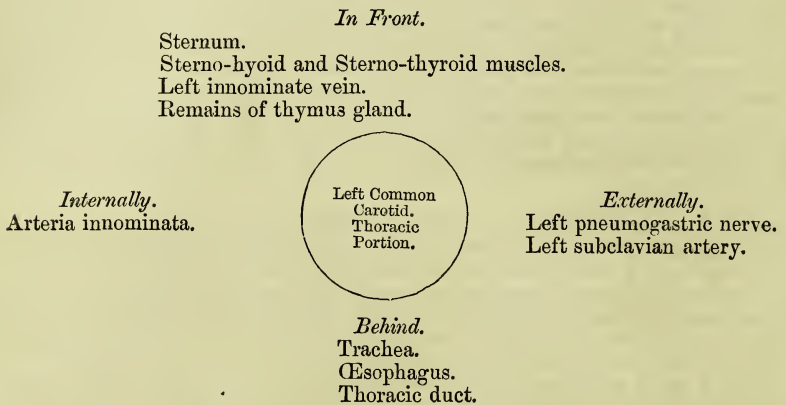 In Front.
Sternum.
Sterno-hyoid and Sterno-thyroid muscles.
Left innominate vein.
Remains of thymus gland.
Internally.
Arteria innominata.
Left Common
Carotid.
Thoracic
Portion.
Externally.
Left pneumogastric nerve.
Left subclavian artery.
Behind.
Trachea.
Œsophagus.
Thoracic duct.